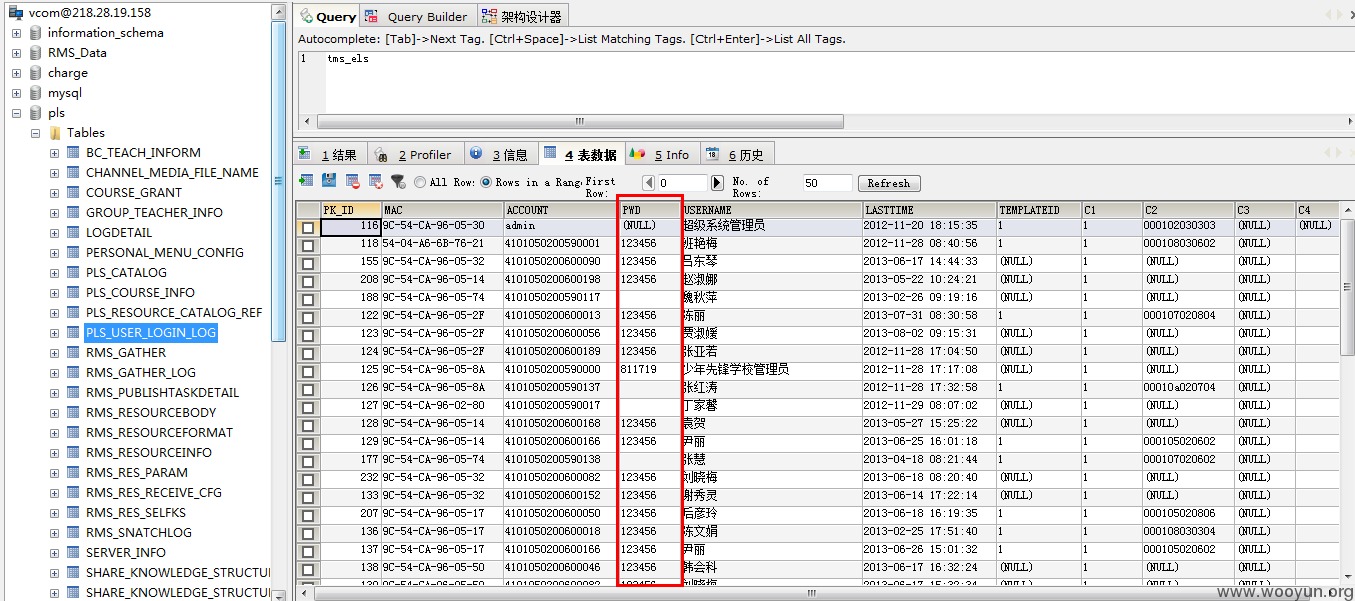 vcom@218.28.19.158
information_schema
RMS_Data
charge
mysql
pls
Tables
BC_TEACH_INFORM
CHANNEL_MEDIA_FILE_NAME
COURSE_GRANT
GROUP_TEACHER_INFO
LOGDETAIL
PERSONAL_MENU_CONFIG
PLS_CATALOG
PLS_COURSE_INFO
PLS_RESOURCE_CATALOG_REF
PLS_USER_LOGIN_LOG
RMS_GATHER
RMS_GATHER_LOG
RMS_PUBLISHTASKDETAIL
RMS_RESOURCEBODY
RMS_RESOURCEFORMAT
RMS_RESOURCEINFO
RMS_RES_PARAM
RMS_RES_RECEIVE_CFG
RMS_RES_SELFKS
RMS_SNATCHLOG
SERVER_INFO
SHARE_KNOWLEDGE_STRUCTU
SHARE_KNOWLEDGE_STRUCTU
Query Query Builder 架构设计器
Autocomplete: [Tab]->Next Tag. [Ctrl+Space]->List Matching Tags. [Ctrl+Enter]->List All Tags.
1 tms_els
1 结果 2 Profiler 3 信息 4 表数据 5 Info 6 历史
All Row: Rows in a Rang First Row: 0 No. of Rows: 50 Refresh
PK_ID MAC ACCOUNT PWD USERNAME LASTTIME TEMPLATEID C1 C2 C3 C4
116 9C-54-CA-96-05-30 admin (NULL) 超级系统管理员 2012-11-20 18:15:35 1 1 000102030303 (NULL) (NULL)
118 54-04-A6-6B-76-21 4101050200590001 123456 班艳梅 2012-11-28 08:40:56 1 1 000108030602 (NULL)
155 9C-54-CA-96-05-32 4101050200600090 123456 吕东琴 2013-06-17 14:44:33 (NULL) 1 (NULL) (NULL)
208 9C-54-CA-96-05-14 4101050200600198 123456 赵淑娜 2013-05-22 10:24:21 (NULL) 1 (NULL) (NULL)
188 9C-54-CA-96-05-74 4101050200590117 魏秋萍 2013-02-26 09:19:16 (NULL) 1 (NULL) (NULL)
122 9C-54-CA-96-05-2F 4101050200600013 123456 陈丽 2013-07-31 08:30:58 1 1 000107020804 (NULL)
123 9C-54-CA-96-05-2F 4101050200600056 123456 贾淑媛 2013-08-02 09:15:31 (NULL) 1 (NULL) (NULL)
124 9C-54-CA-96-05-2F 4101050200600189 123456 张亚若 2012-11-28 17:04:50 (NULL) 1 (NULL) (NULL)
125 9C-54-CA-96-05-8A 4101050200590000 811719 少年先锋学校管理员 2012-11-28 17:17:08 (NULL) 1 (NULL) (NULL)
126 9C-54-CA-96-05-8A 4101050200590137 张红涛 2012-11-28 17:32:58 1 1 00010a020704 (NULL)
127 9C-54-CA-96-02-80 4101050200590017 丁家馨 2012-11-29 08:07:02 (NULL) 1 (NULL) (NULL)
128 9C-54-CA-96-05-14 4101050200600168 123456 袁贺 2013-05-27 15:25:22 (NULL) 1 (NULL) (NULL)
129 9C-54-CA-96-05-14 4101050200600166 123456 尹丽 2013-06-25 16:01:18 1 1 000105020602 (NULL)
177 9C-54-CA-96-05-74 4101050200590138 张慧 2013-04-18 08:21:44 1 1 000107020602 (NULL)
232 9C-54-CA-96-05-32 4101050200600082 123456 刘晓梅 2013-06-18 08:20:40 (NULL) 1 (NULL) (NULL)
133 9C-54-CA-96-05-32 4101050200600152 123456 谢秀灵 2013-06-14 17:22:14 (NULL) 1 (NULL) (NULL)
207 9C-54-CA-96-05-17 4101050200600050 123456 后彦玲 2013-06-18 16:19:35 1 1 000105020806 (NULL)
136 9C-54-CA-96-05-17 4101050200600018 123456 陈文娟 2013-02-25 17:51:40 1 1 000108030304 (NULL)
137 9C-54-CA-96-05-17 4101050200600166 123456 尹丽 2013-06-26 15:01:32 1 1 000105020602 (NULL)
138 9C-54-CA-96-05-50 4101050200600046 123456 韩会科 2013-06-17 16:32:24 (NULL) 1 (NULL) (NULL)
www.wooyun.org